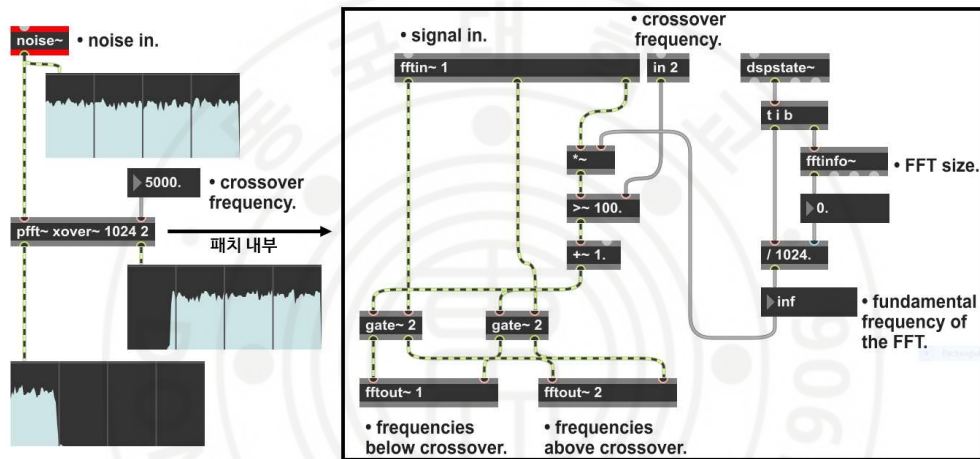 noise~
• noise in.
5000.
• crossover
frequency.
pfft~ xover~ 1024 2
패치 내부
• signal in.
• crossover
frequency.
fftin~ 1
in 2
dspstate~
t i b
fftinfo~
• FFT size.
*~
0.
>~ 100.
+~ 1.
/ 1024.
inf
• fundamental
frequency of
the FFT.
gate~ 2
gate~ 2
fftout~ 1
fftout~ 2
• frequencies
below crossover.
• frequencies
above crossover.
1906